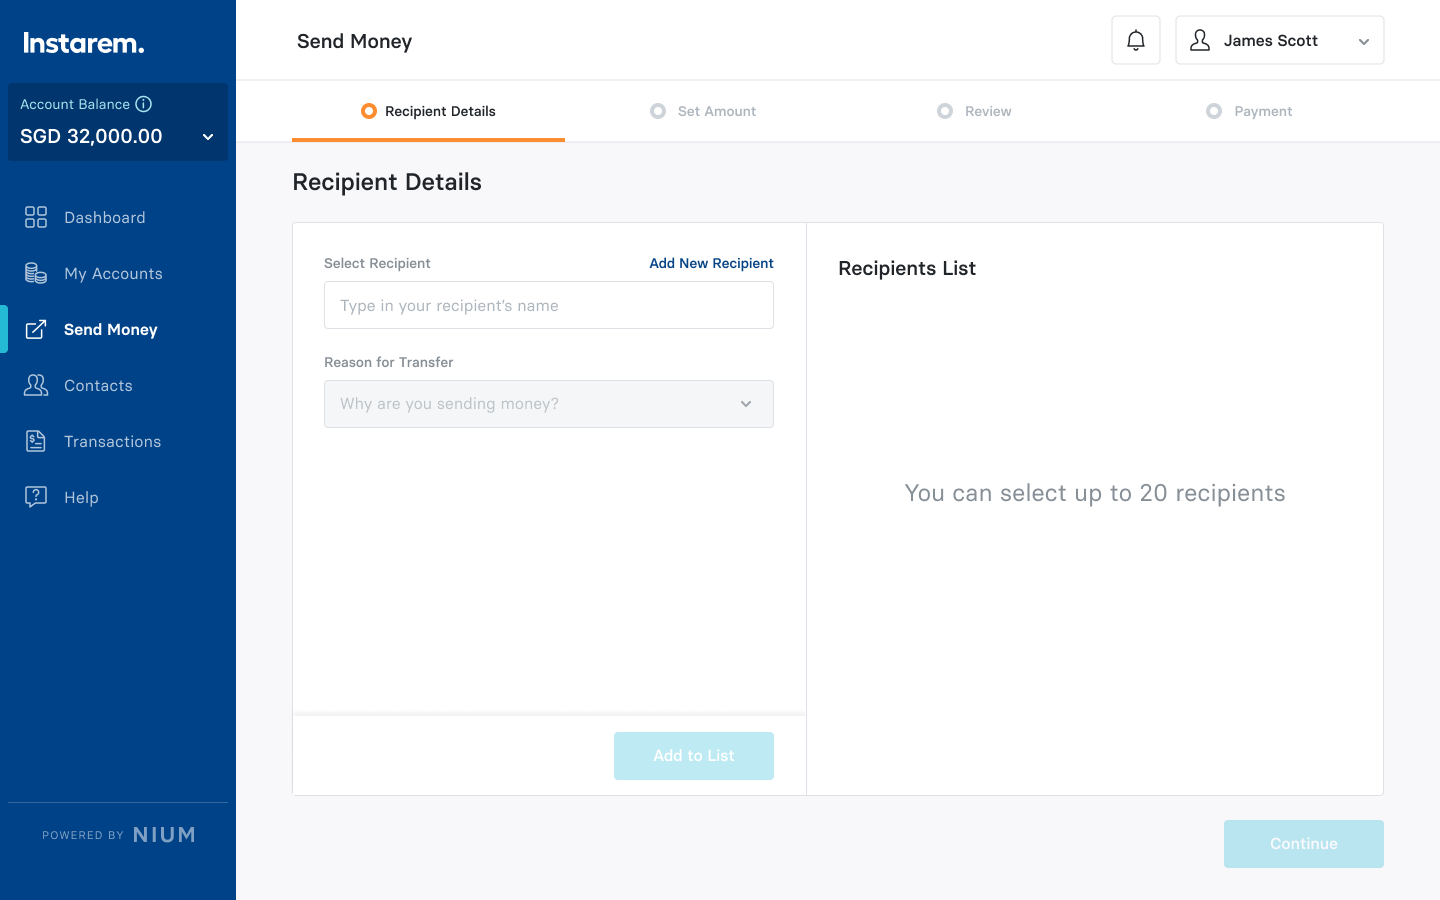 Instarem.
Account Balance
SGD 32,000.00
Dashboard
My Accounts
Send Money
Contacts
Transactions
Help
POWERED BY NIUM
Send Money
James Scott
Recipient Details
Set Amount
Review
Payment
Recipient Details
Select Recipient
Add New Recipient
Type in your recipient's name
Reason for Transfer
Why are you sending money?
Add to List
Recipients List
You can select up to 20 recipients
Continue